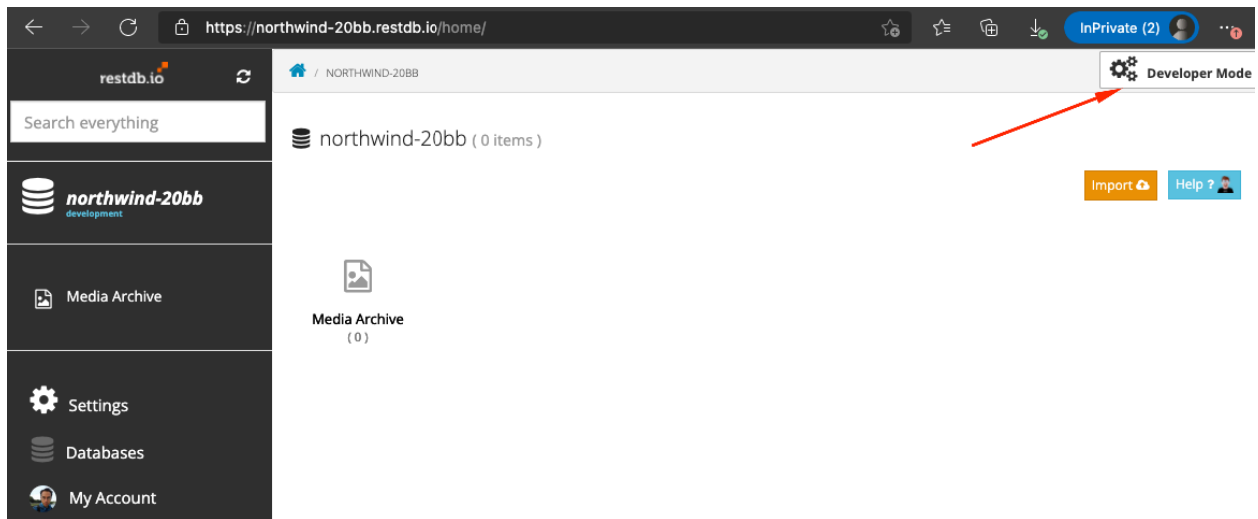 https://northwind-20bb.restdb.io/home/
InPrivate (2)
restdb.io
/ NORTHWIND-20BB
Developer Mode
Search everything
northwind-20bb ( 0 items )
Import
Help ?
northwind-20bb
development
Media Archive
Media Archive
( 0 )
Settings
Databases
My Account